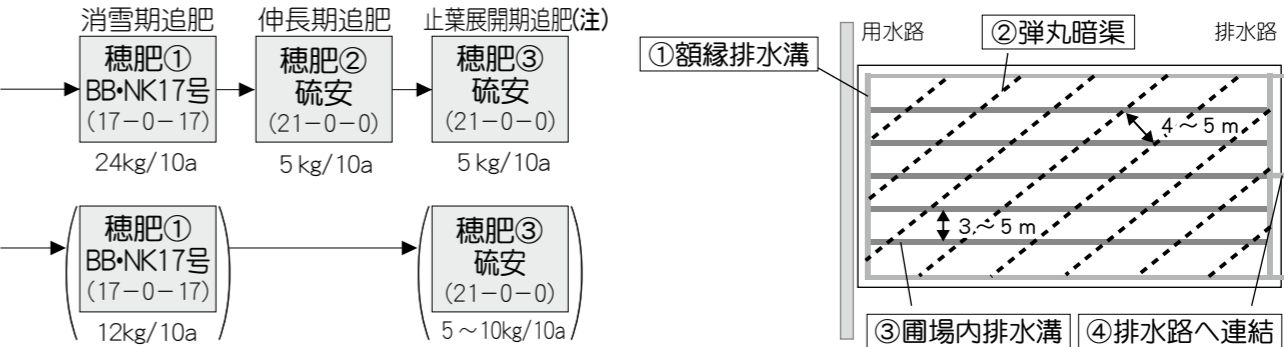 消雪期追肥
穂肥①
BB・NK17号
(17−0−17)
24kg/10a
伸長期追肥
穂肥②
硫安
(21−0−0)
5kg/10a
止葉展開期追肥(注)
穂肥③
硫安
(21−0−0)
5kg/10a
穂肥①
BB・NK17号
(17−0−17)
12kg/10a
穂肥③
硫安
(21−0−0)
5〜10kg/10a
用水路
②弾丸暗渠
排水路
①額縁排水溝
4〜5m
3〜5m
③圃場内排水溝
④排水路へ連結